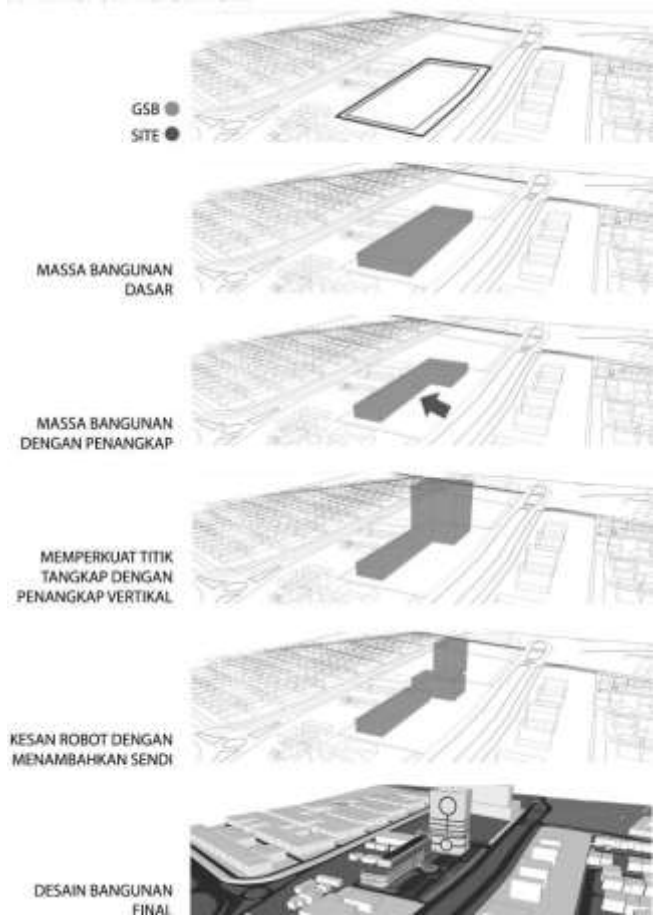 GSB
SITE
MASSA BANGUNAN
DASAR
MASSA BANGUNAN
DENGAN PENANGKAP
MEMPERKUAT TITIK
TANGKAP DENGAN
PENANGKAP VERTIKAL
KESAN ROBOT DENGAN
MENAMBAHKAN SENDI
DESAIN BANGUNAN
FINAL